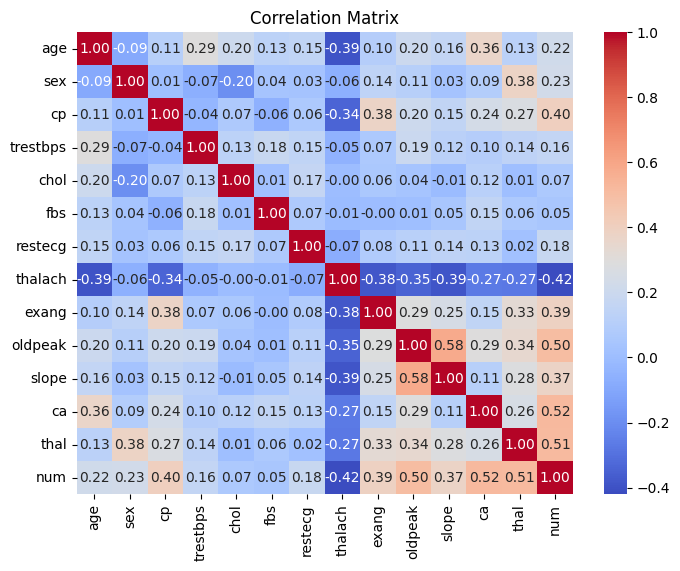 Correlation Matrix
age 1.00 -0.09 0.11 0.29 0.20 0.13 0.15 -0.39 0.10 0.20 0.16 0.36 0.13 0.22
sex -0.09 1.00 0.01 -0.07 -0.20 0.04 0.03 -0.06 0.14 0.11 0.03 0.09 0.38 0.23
cp 0.11 0.01 1.00 -0.04 0.07 -0.06 0.06 -0.34 0.38 0.20 0.15 0.24 0.27 0.40
trestbps 0.29 -0.07 -0.04 1.00 0.13 0.18 0.15 -0.05 0.07 0.19 0.12 0.10 0.14 0.16
chol 0.20 -0.20 0.07 0.13 1.00 0.01 0.17 -0.00 0.06 0.04 -0.01 0.12 0.01 0.07
fbs 0.13 0.04 -0.06 0.18 0.01 1.00 0.07 -0.01 -0.00 0.01 0.05 0.15 0.06 0.05
restecg 0.15 0.03 0.06 0.15 0.17 0.07 1.00 -0.07 0.08 0.11 0.14 0.13 0.02 0.18
thalach -0.39 -0.06 -0.34 -0.05 -0.00 -0.01 -0.07 1.00 -0.38 -0.35 -0.39 -0.27 -0.27 -0.42
exang 0.10 0.14 0.38 0.07 0.06 -0.00 0.08 -0.38 1.00 0.29 0.25 0.15 0.33 0.39
oldpeak 0.20 0.11 0.20 0.19 0.04 0.01 0.11 -0.35 0.29 1.00 0.58 0.29 0.34 0.50
slope 0.16 0.03 0.15 0.12 -0.01 0.05 0.14 -0.39 0.25 0.58 1.00 0.11 0.28 0.37
ca 0.36 0.09 0.24 0.10 0.12 0.15 0.13 -0.27 0.15 0.29 0.11 1.00 0.26 0.52
thal 0.13 0.38 0.27 0.14 0.01 0.06 0.02 -0.27 0.33 0.34 0.28 0.26 1.00 0.51
num 0.22 0.23 0.40 0.16 0.07 0.05 0.18 -0.42 0.39 0.50 0.37 0.52 0.51 1.00
age sex cp trestbps chol fbs restecg thalach exang oldpeak slope ca thal num
1.0
0.8
0.6
0.4
0.2
0.0
−0.2
−0.4